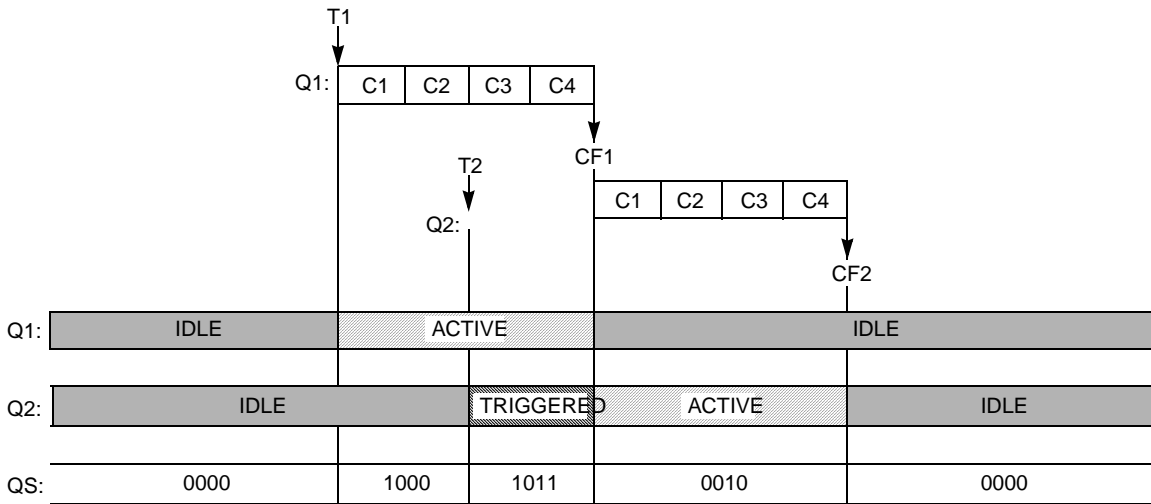 T1
Q1: C1 C2 C3 C4
CF1
T2
C1 C2 C3 C4
Q2:
CF2
Q1: IDLE ACTIVE IDLE
Q2: IDLE TRIGGERED ACTIVE IDLE
QS: 0000 1000 1011 0010 0000